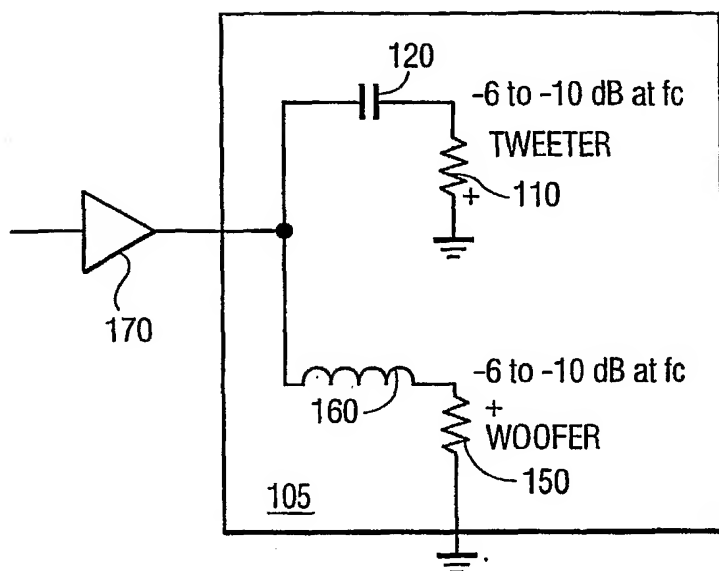 120
-6 to -10 dB at fc
TWEETER
110
+
170
-6 to -10 dB at fc
160
+
WOOFER
150
105